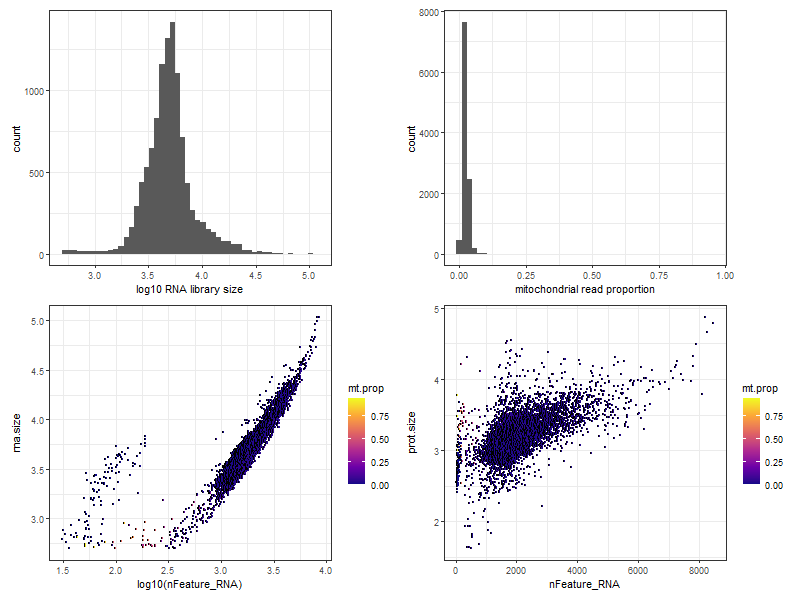 count
1000
500
0
3.0 3.5 4.0 4.5 5.0
log10 RNA library size
count
8000
6000
4000
2000
0
0.00 0.25 0.50 0.75 1.00
mitochondrial read proportion
rna.size
5.0
4.5
4.0
3.5
3.0
1.5 2.0 2.5 3.0 3.5 4.0
log10(nFeature_RNA)
mt.prop
0.75
0.50
0.25
0.00
prot.size
5
4
3
2
0 2000 4000 6000 8000
nFeature_RNA
mt.prop
0.75
0.50
0.25
0.00